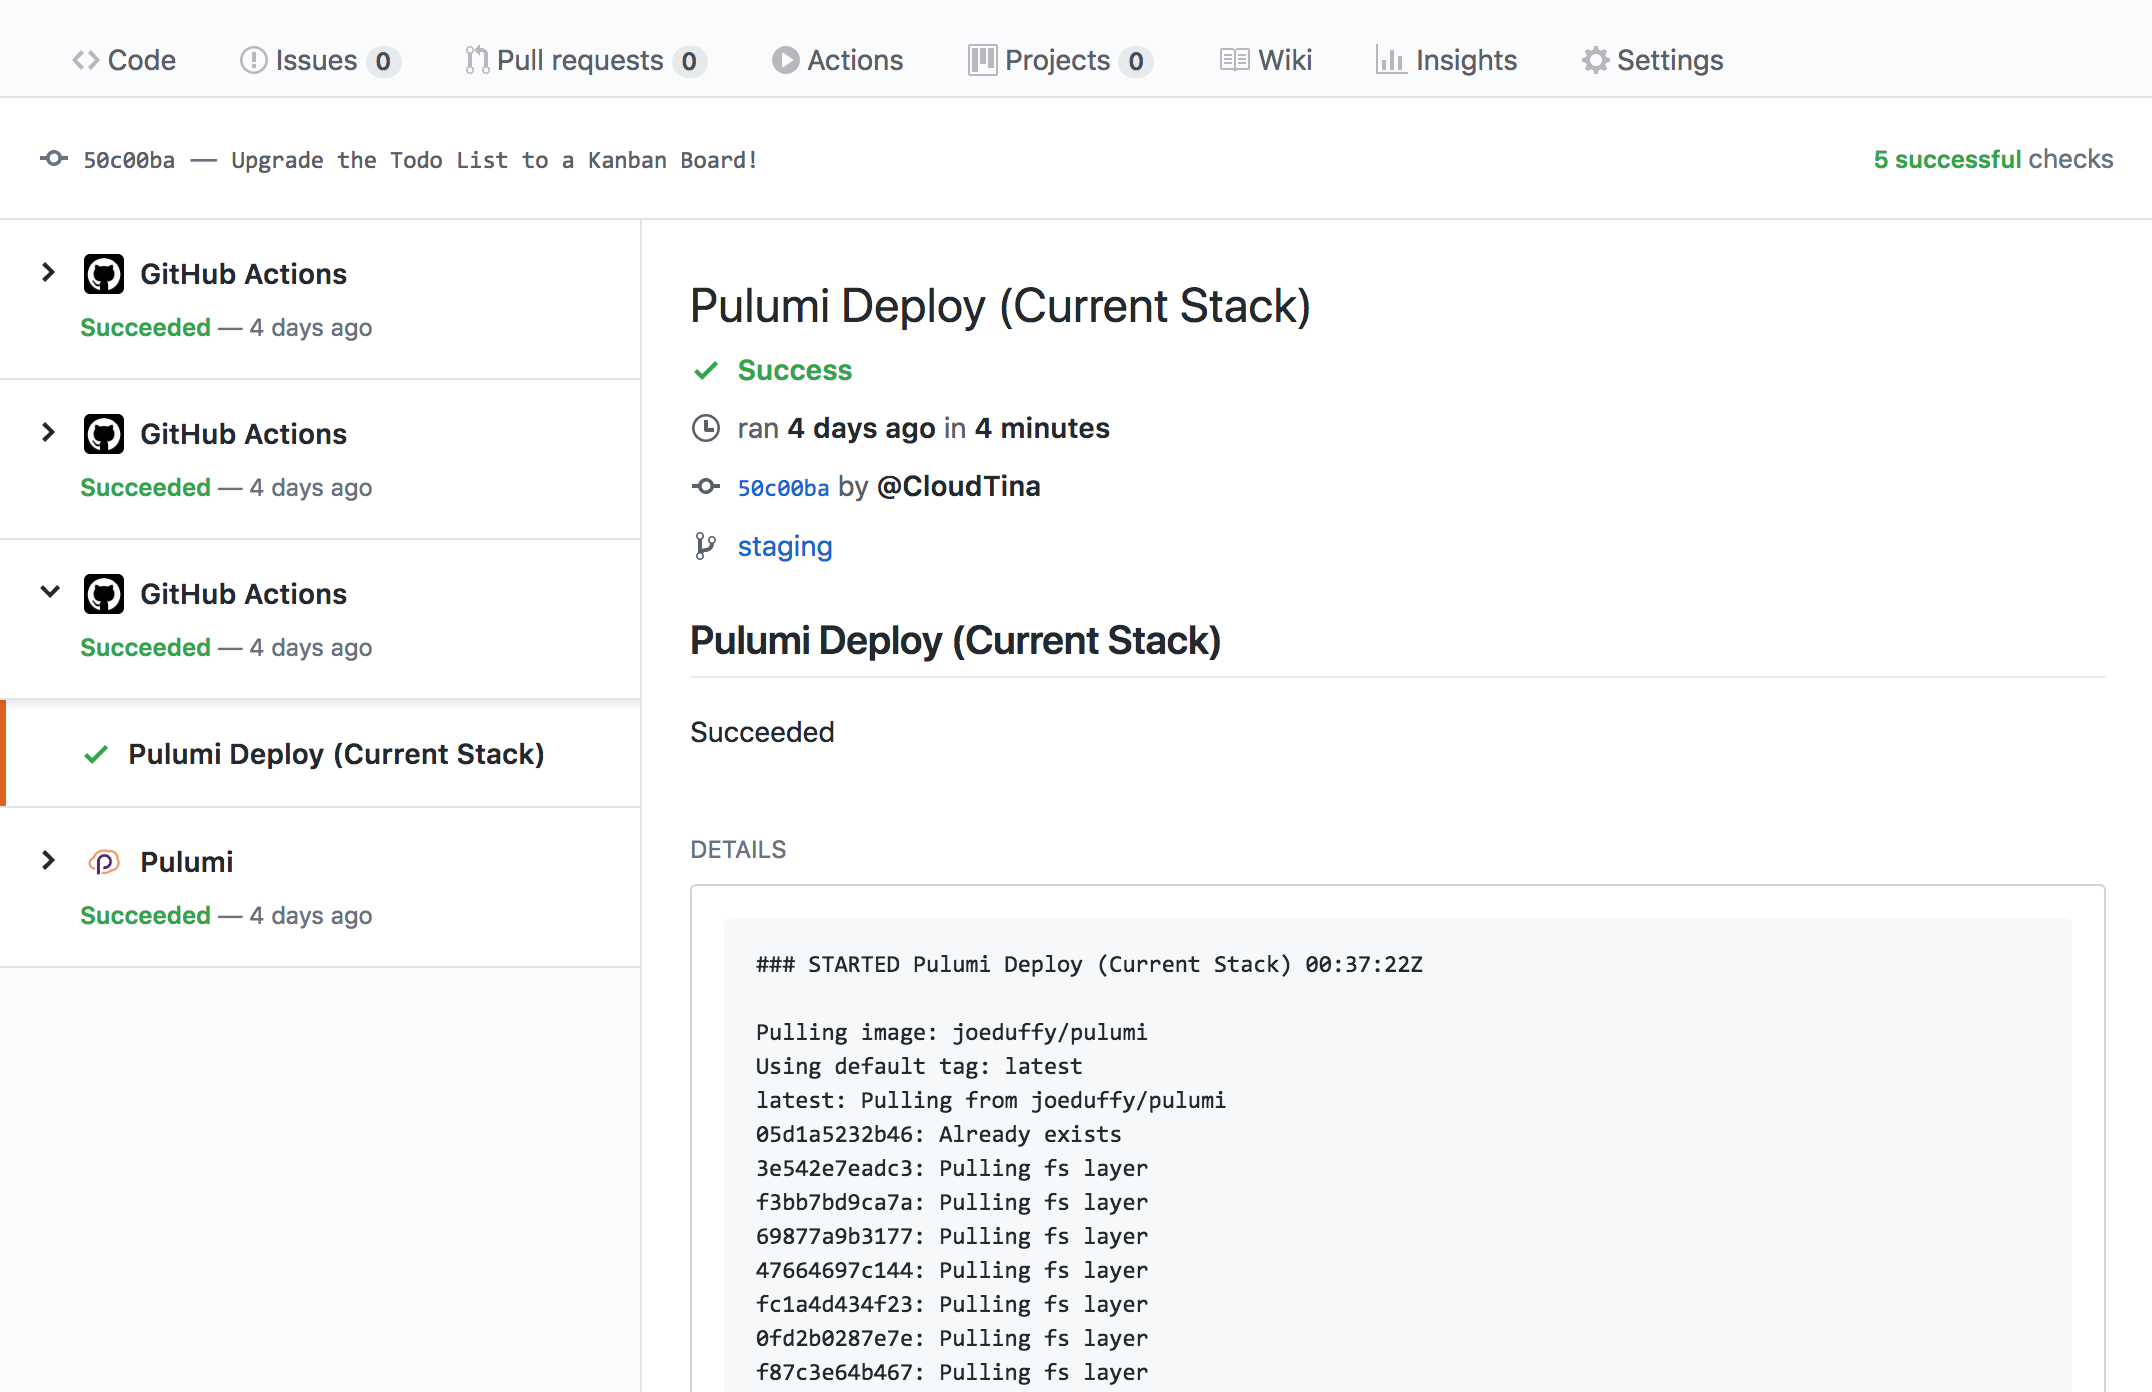 Code Issues 0 Pull requests 0 Actions Projects 0 Wiki Insights Settings
50c00ba — Upgrade the Todo List to a Kanban Board!
5 successful checks
GitHub Actions
Succeeded — 4 days ago
GitHub Actions
Succeeded — 4 days ago
GitHub Actions
Succeeded — 4 days ago
Pulumi Deploy (Current Stack)
Pulumi
Succeeded — 4 days ago
Pulumi Deploy (Current Stack)
Success
ran 4 days ago in 4 minutes
50c00ba by @CloudTina
staging
Pulumi Deploy (Current Stack)
Succeeded
DETAILS
### STARTED Pulumi Deploy (Current Stack) 00:37:22Z
Pulling image: joeduffy/pulumi
Using default tag: latest
latest: Pulling from joeduffy/pulumi
05d1a5232b46: Already exists
3e542e7eadc3: Pulling fs layer
f3bb7bd9ca7a: Pulling fs layer
69877a9b3177: Pulling fs layer
47664697c144: Pulling fs layer
fc1a4d434f23: Pulling fs layer
0fd2b0287e7e: Pulling fs layer
f87c3e64b467: Pulling fs layer